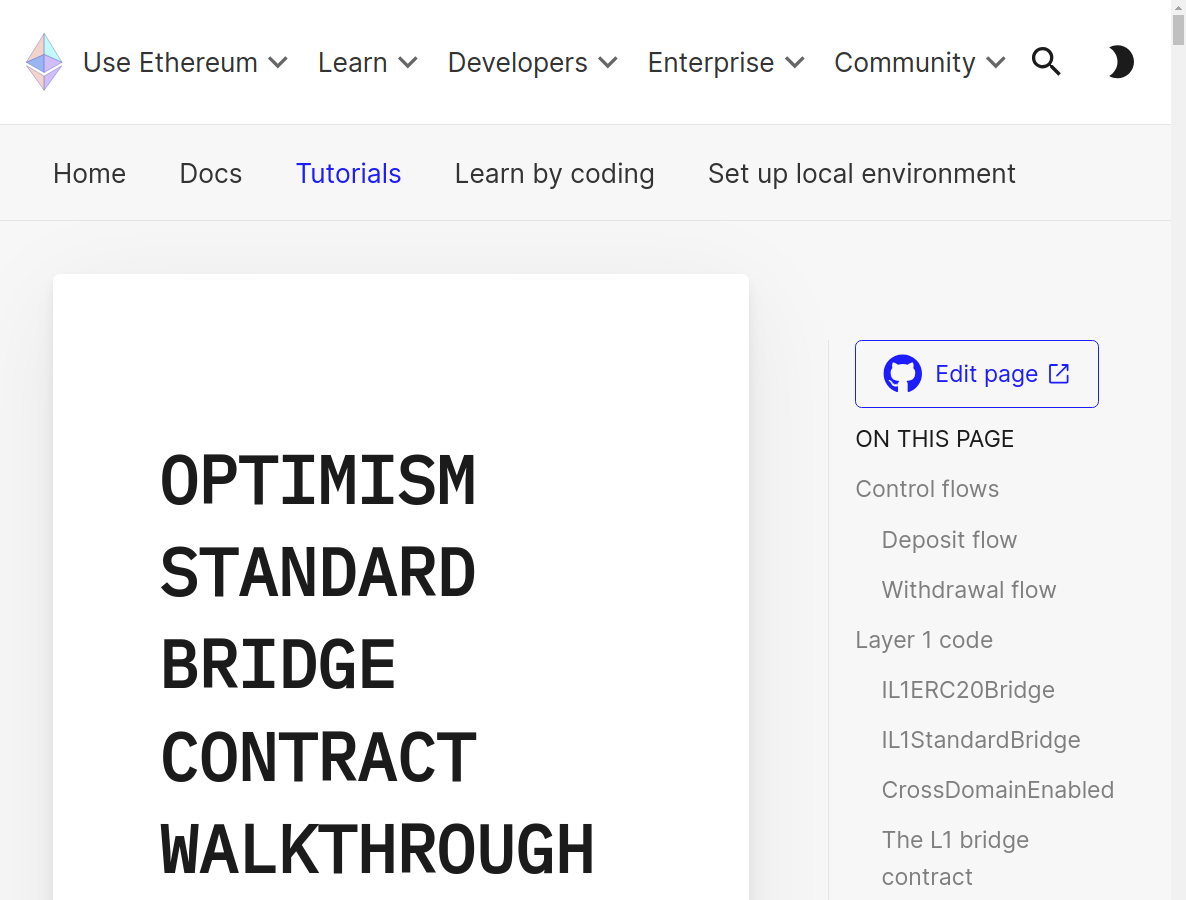 Use Ethereum Learn Developers Enterprise Community
Home Docs Tutorials Learn by coding Set up local environment
OPTIMISM
STANDARD
BRIDGE
CONTRACT
WALKTHROUGH
Edit page
ON THIS PAGE
Control flows
Deposit flow
Withdrawal flow
Layer 1 code
IL1ERC20Bridge
IL1StandardBridge
CrossDomainEnabled
The L1 bridge
contract